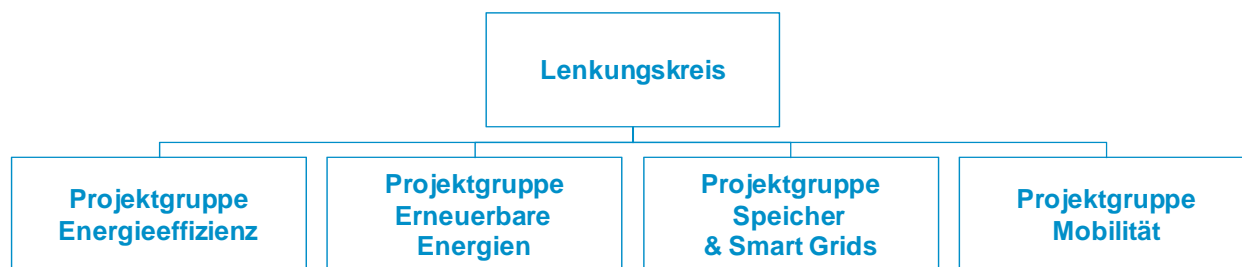 Lenkungskreis
Projektgruppe
Energieeffizienz
Projektgruppe
Erneuerbare
Energien
Projektgruppe
Speicher
& Smart Grids
Projektgruppe
Mobilität